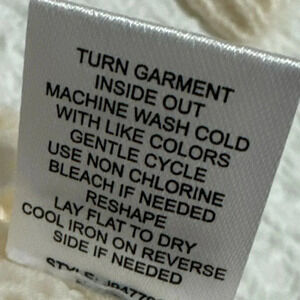 TURN GARMENT
INSIDE OUT
MACHINE WASH COLD
WITH LIKE COLORS
GENTLE CYCLE
USE NON CHLORINE
BLEACH IF NEEDED
RESHAPE
LAY FLAT TO DRY
COOL IRON ON REVERSE
SIDE IF NEEDED